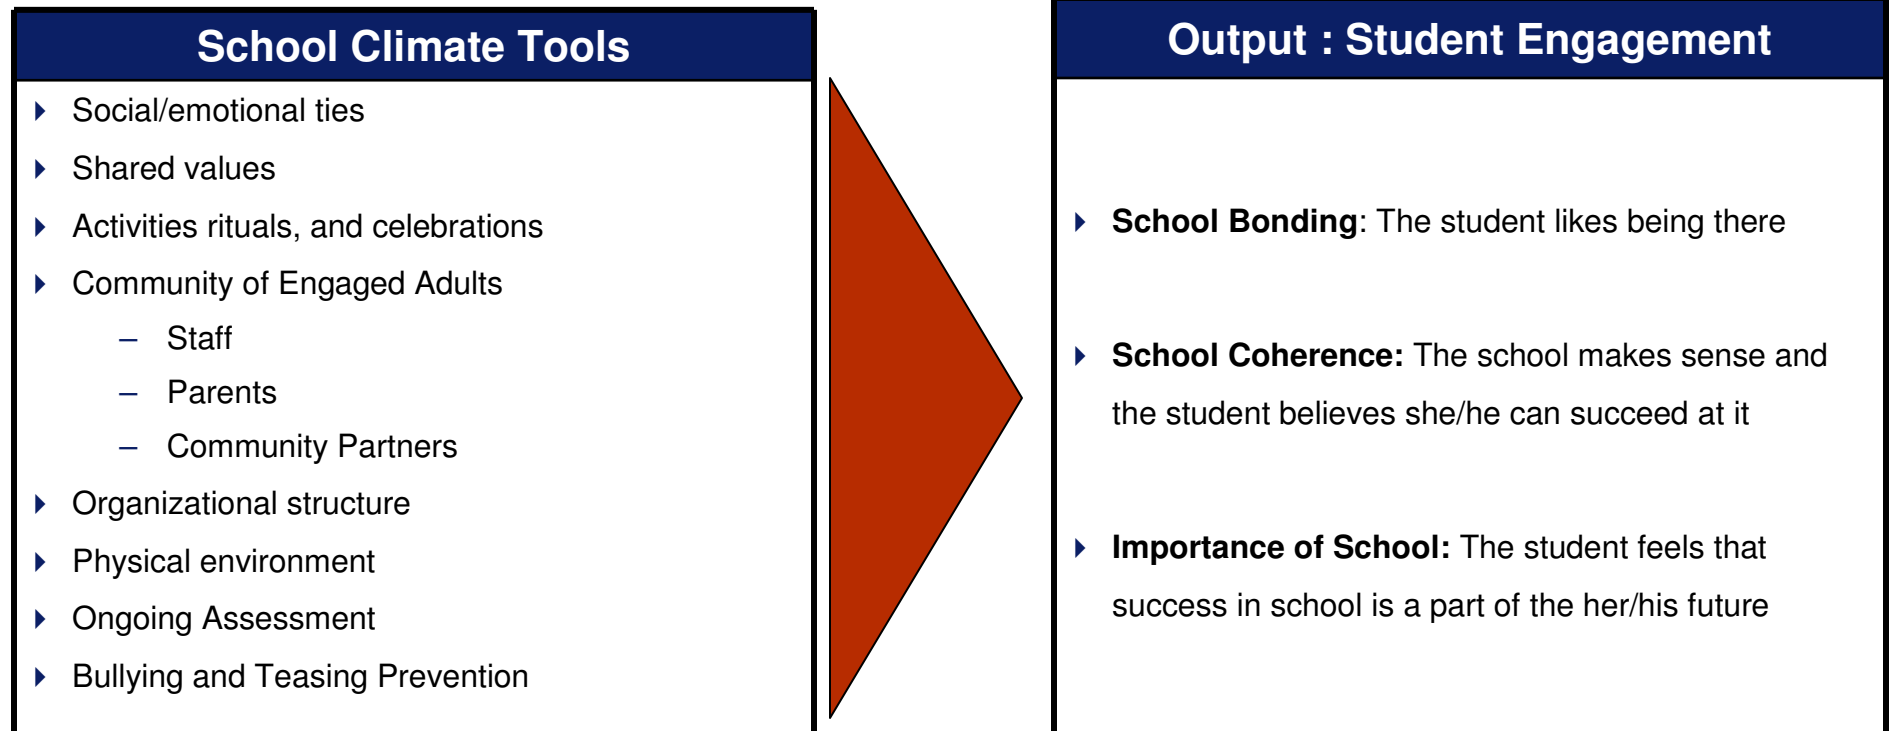 School Climate Tools
Social/emotional ties
Shared values
Activities rituals, and celebrations
Community of Engaged Adults
– Staff
– Parents
– Community Partners
Organizational structure
Physical environment
Ongoing Assessment
Bullying and Teasing Prevention
Output : Student Engagement
School Bonding: The student likes being there
School Coherence: The school makes sense and
the student believes she/he can succeed at it
Importance of School: The student feels that
success in school is a part of the her/his future